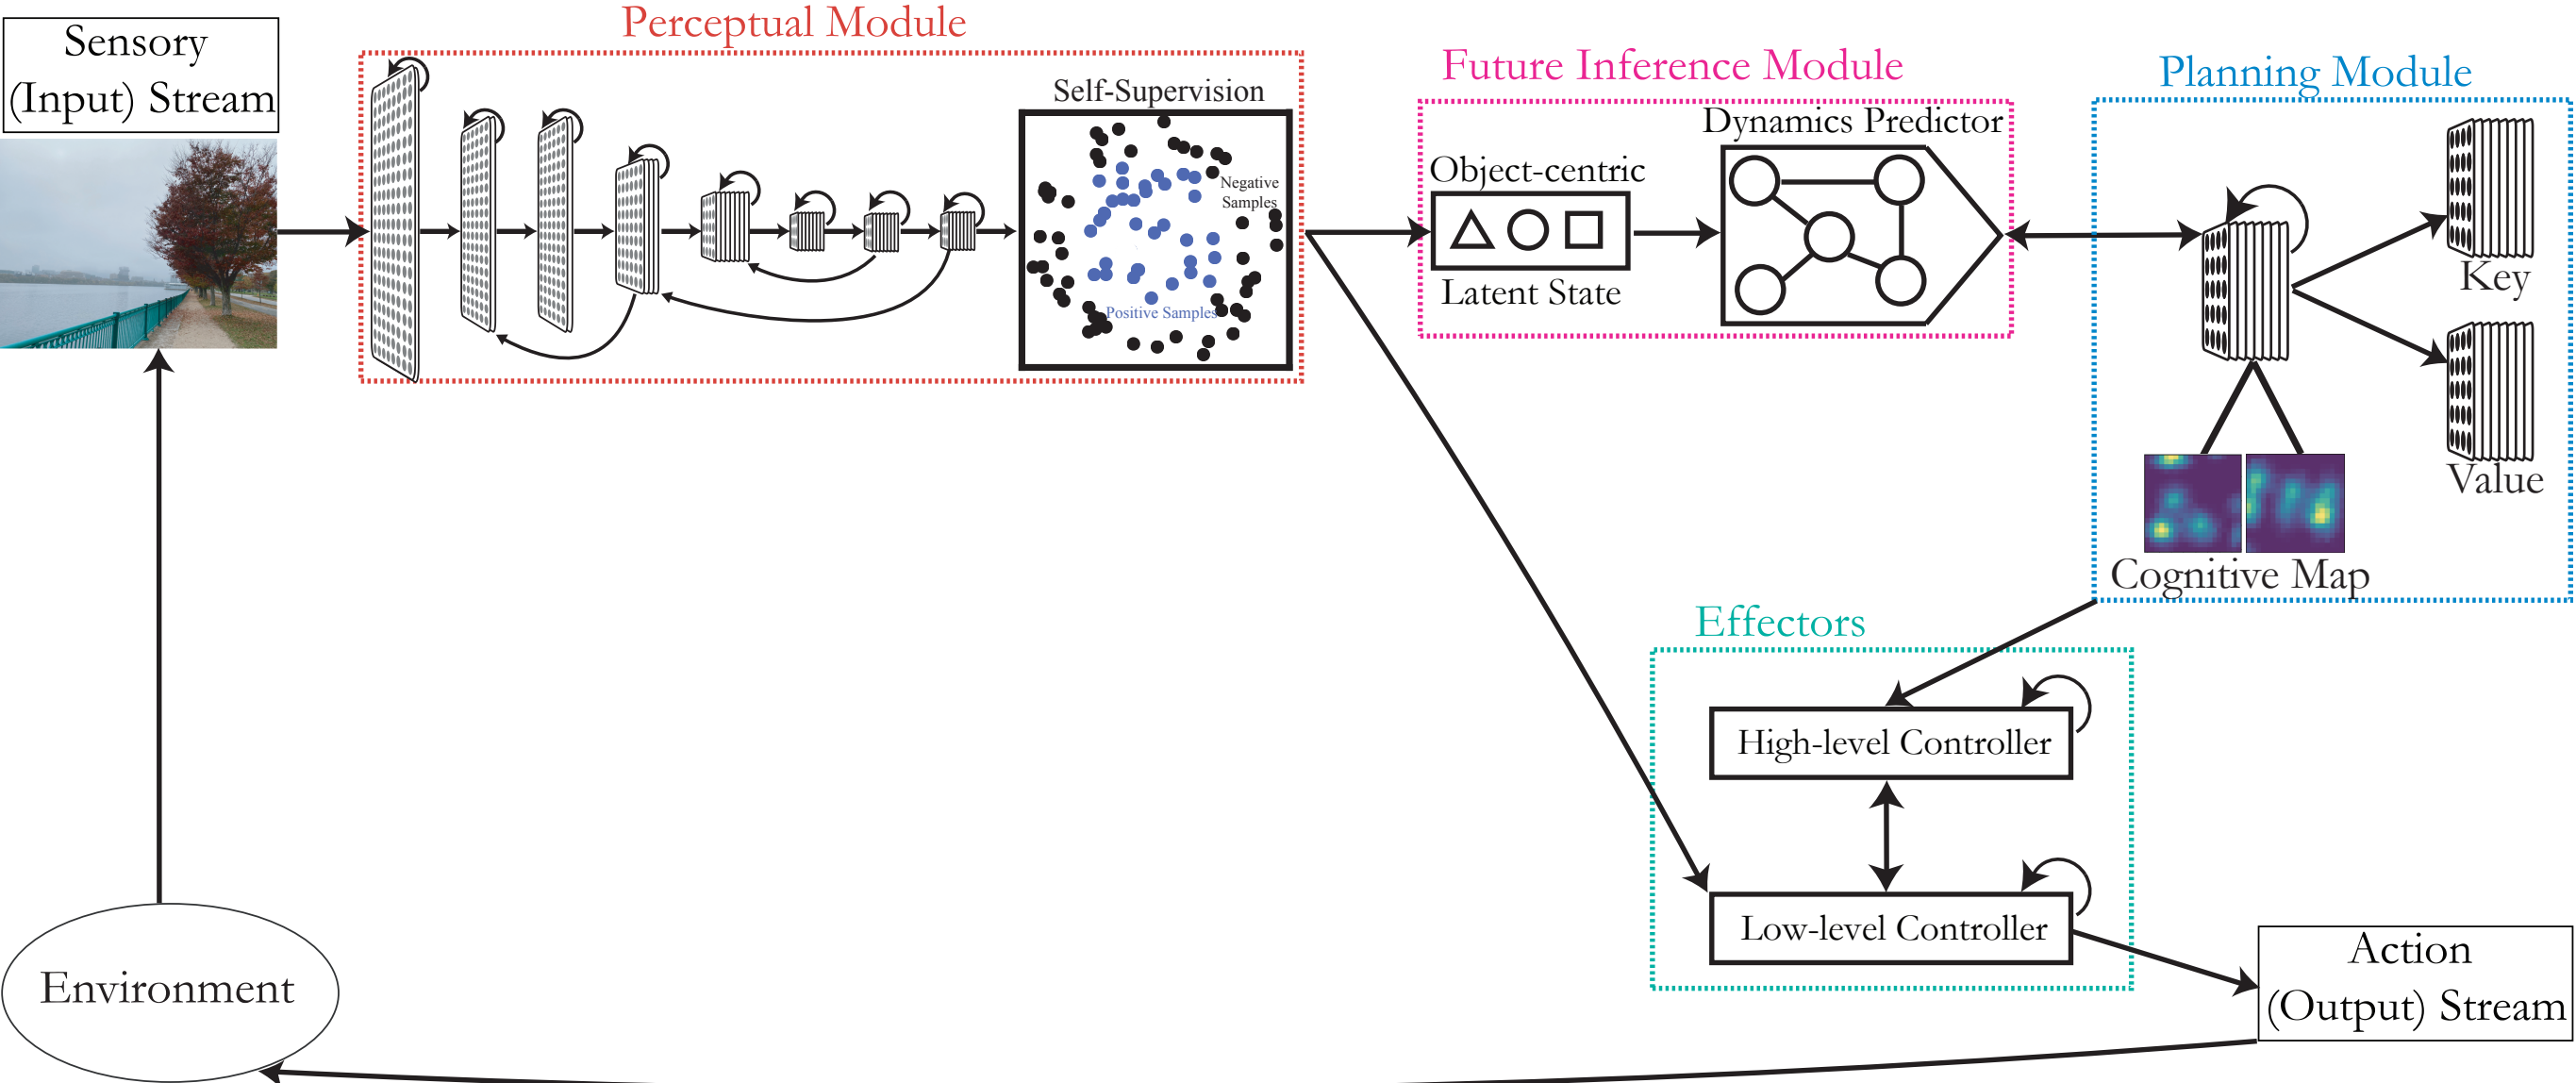 Sensory
(Input) Stream
Perceptual Module
Self-Supervision
Negative
Samples
Positive Samples
Future Inference Module
Dynamics Predictor
Object-centric
Latent State
Planning Module
Key
Value
Cognitive Map
Effectors
High-level Controller
Low-level Controller
Action
(Output) Stream
Environment